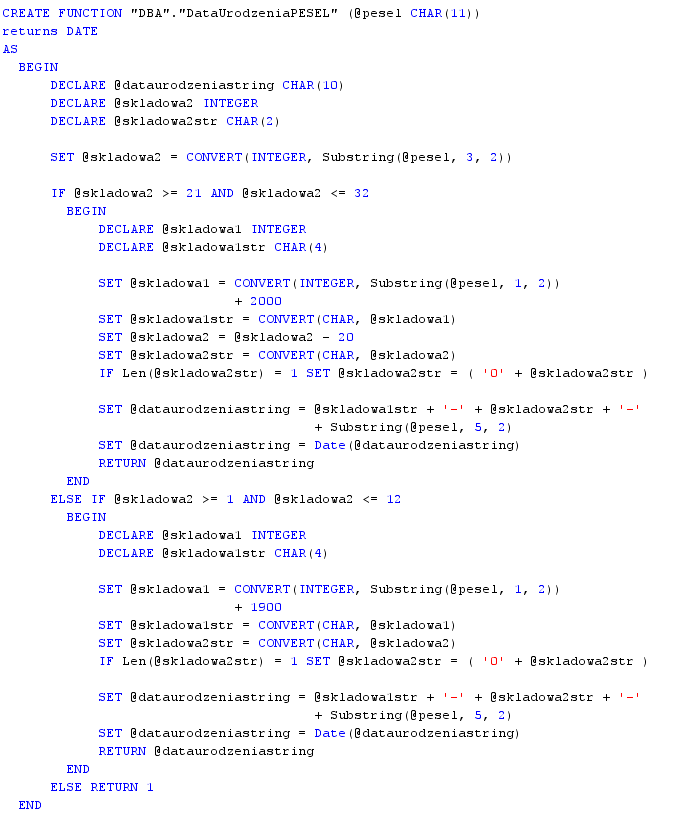 CREATE FUNCTION "DBA"."DataUrodzeniaPESEL" (@pesel CHAR(11))
returns DATE
AS
  BEGIN
      DECLARE @dataurodzeniastring CHAR(10)
      DECLARE @skladowa2 INTEGER
      DECLARE @skladowa2str CHAR(2)

      SET @skladowa2 = CONVERT(INTEGER, Substring(@pesel, 3, 2))

      IF @skladowa2 >= 21 AND @skladowa2 <= 32
        BEGIN
            DECLARE @skladowa1 INTEGER
            DECLARE @skladowa1str CHAR(4)

            SET @skladowa1 = CONVERT(INTEGER, Substring(@pesel, 1, 2))
                             + 2000
            SET @skladowa1str = CONVERT(CHAR, @skladowa1)
            SET @skladowa2 = @skladowa2 - 20
            SET @skladowa2str = CONVERT(CHAR, @skladowa2)
            IF Len(@skladowa2str) = 1 SET @skladowa2str = ( '0' + @skladowa2str )

            SET @dataurodzeniastring = @skladowa1str + '-' + @skladowa2str + '-'
                                       + Substring(@pesel, 5, 2)
            SET @dataurodzeniastring = Date(@dataurodzeniastring)
            RETURN @dataurodzeniastring
        END
      ELSE IF @skladowa2 >= 1 AND @skladowa2 <= 12
        BEGIN
            DECLARE @skladowa1 INTEGER
            DECLARE @skladowa1str CHAR(4)

            SET @skladowa1 = CONVERT(INTEGER, Substring(@pesel, 1, 2))
                             + 1900
            SET @skladowa1str = CONVERT(CHAR, @skladowa1)
            SET @skladowa2str = CONVERT(CHAR, @skladowa2)
            IF Len(@skladowa2str) = 1 SET @skladowa2str = ( '0' + @skladowa2str )

            SET @dataurodzeniastring = @skladowa1str + '-' + @skladowa2str + '-'
                                       + Substring(@pesel, 5, 2)
            SET @dataurodzeniastring = Date(@dataurodzeniastring)
            RETURN @dataurodzeniastring
        END
      ELSE RETURN 1
  END